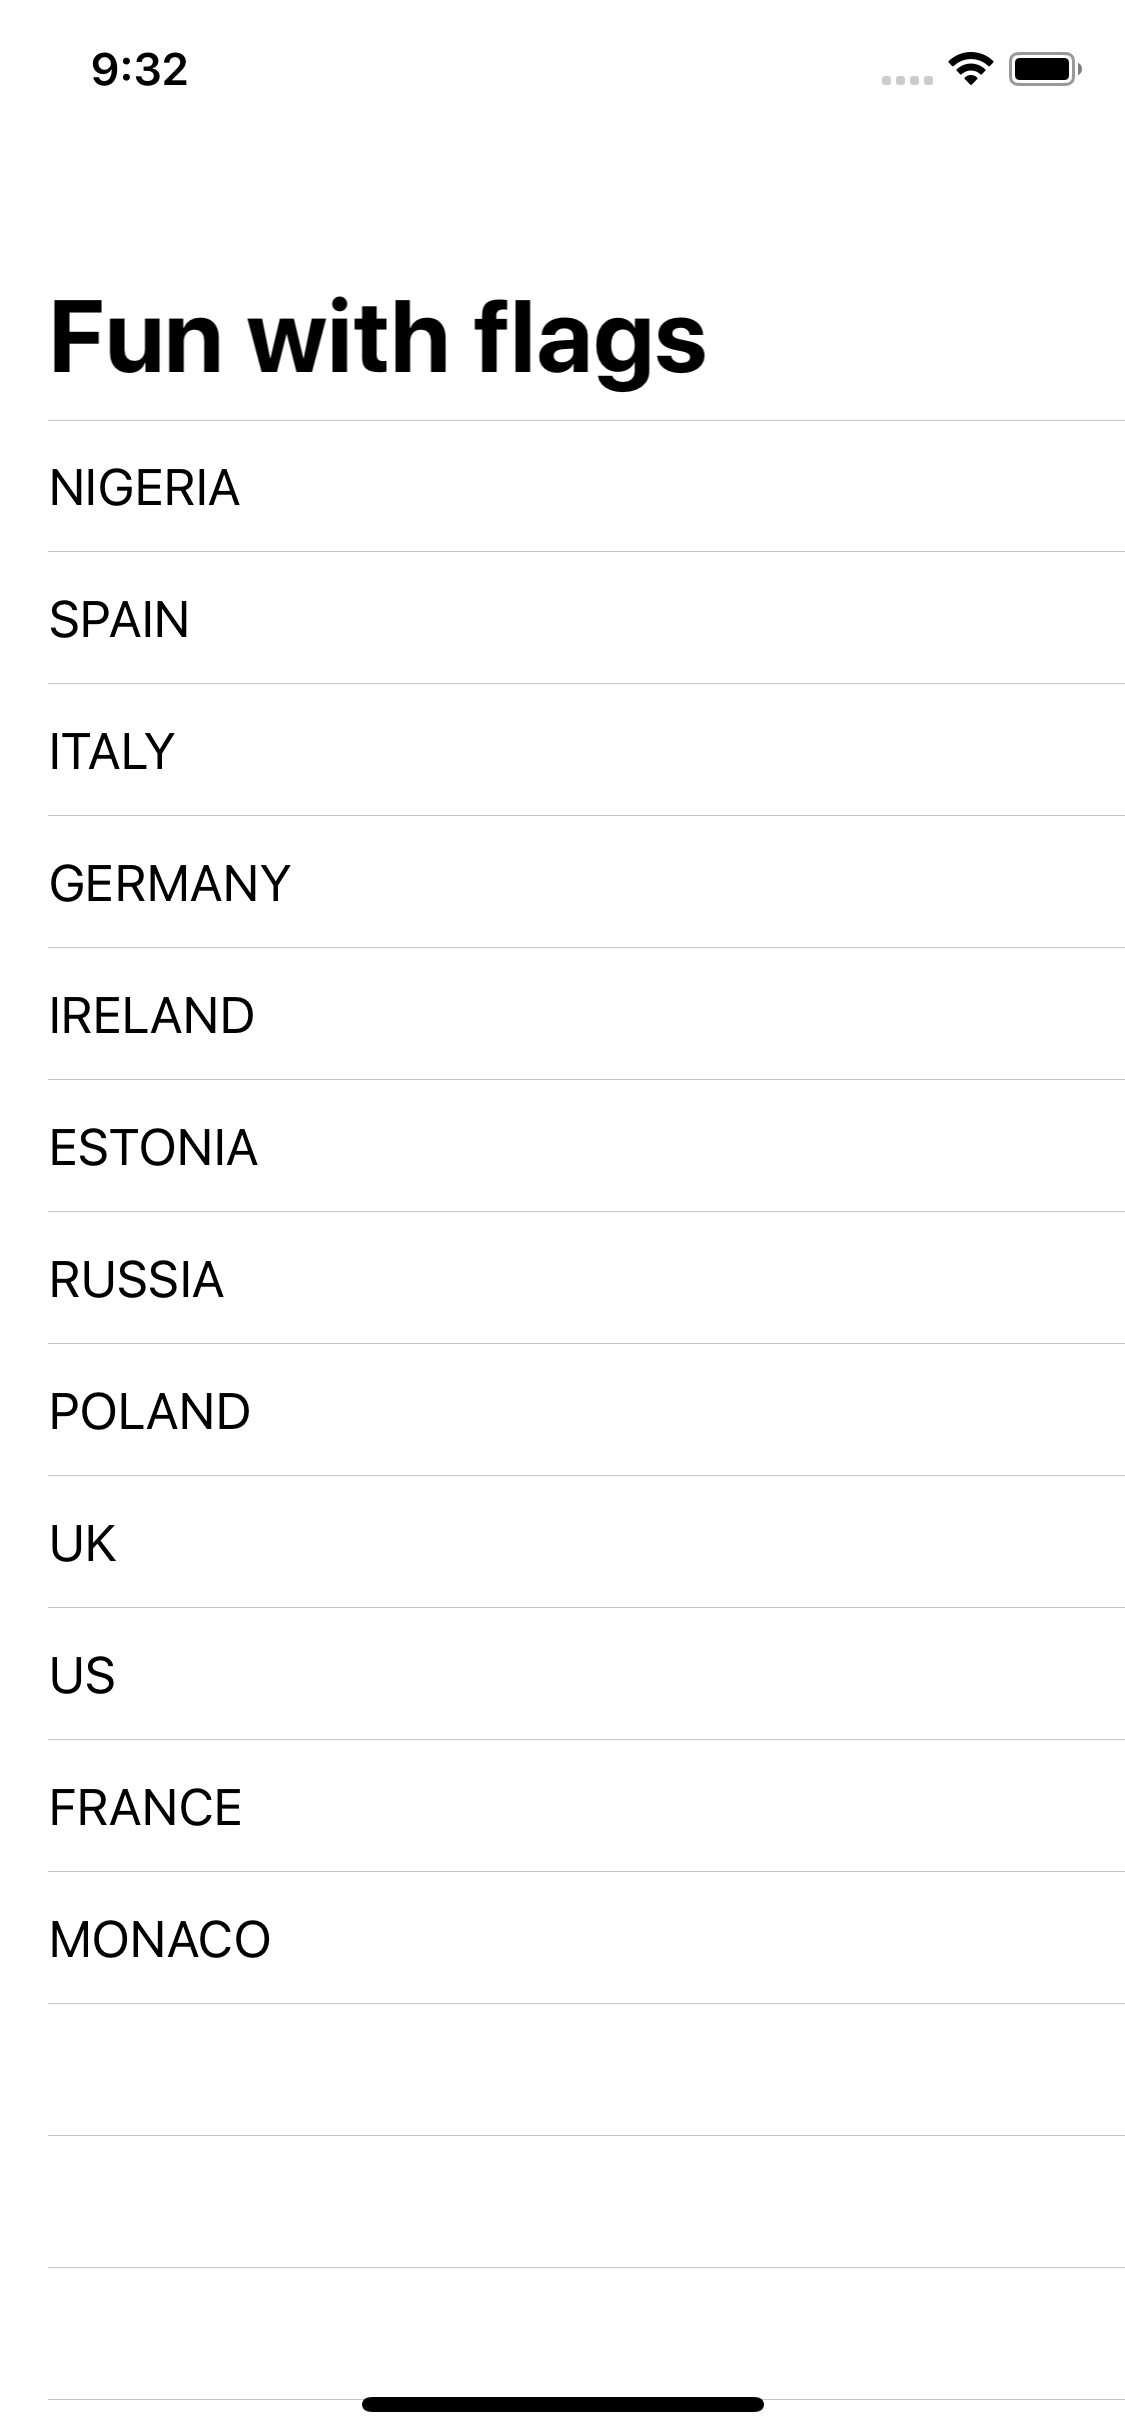 9:32
Fun with flags
NIGERIA
SPAIN
ITALY
GERMANY
IRELAND
ESTONIA
RUSSIA
POLAND
UK
US
FRANCE
MONACO